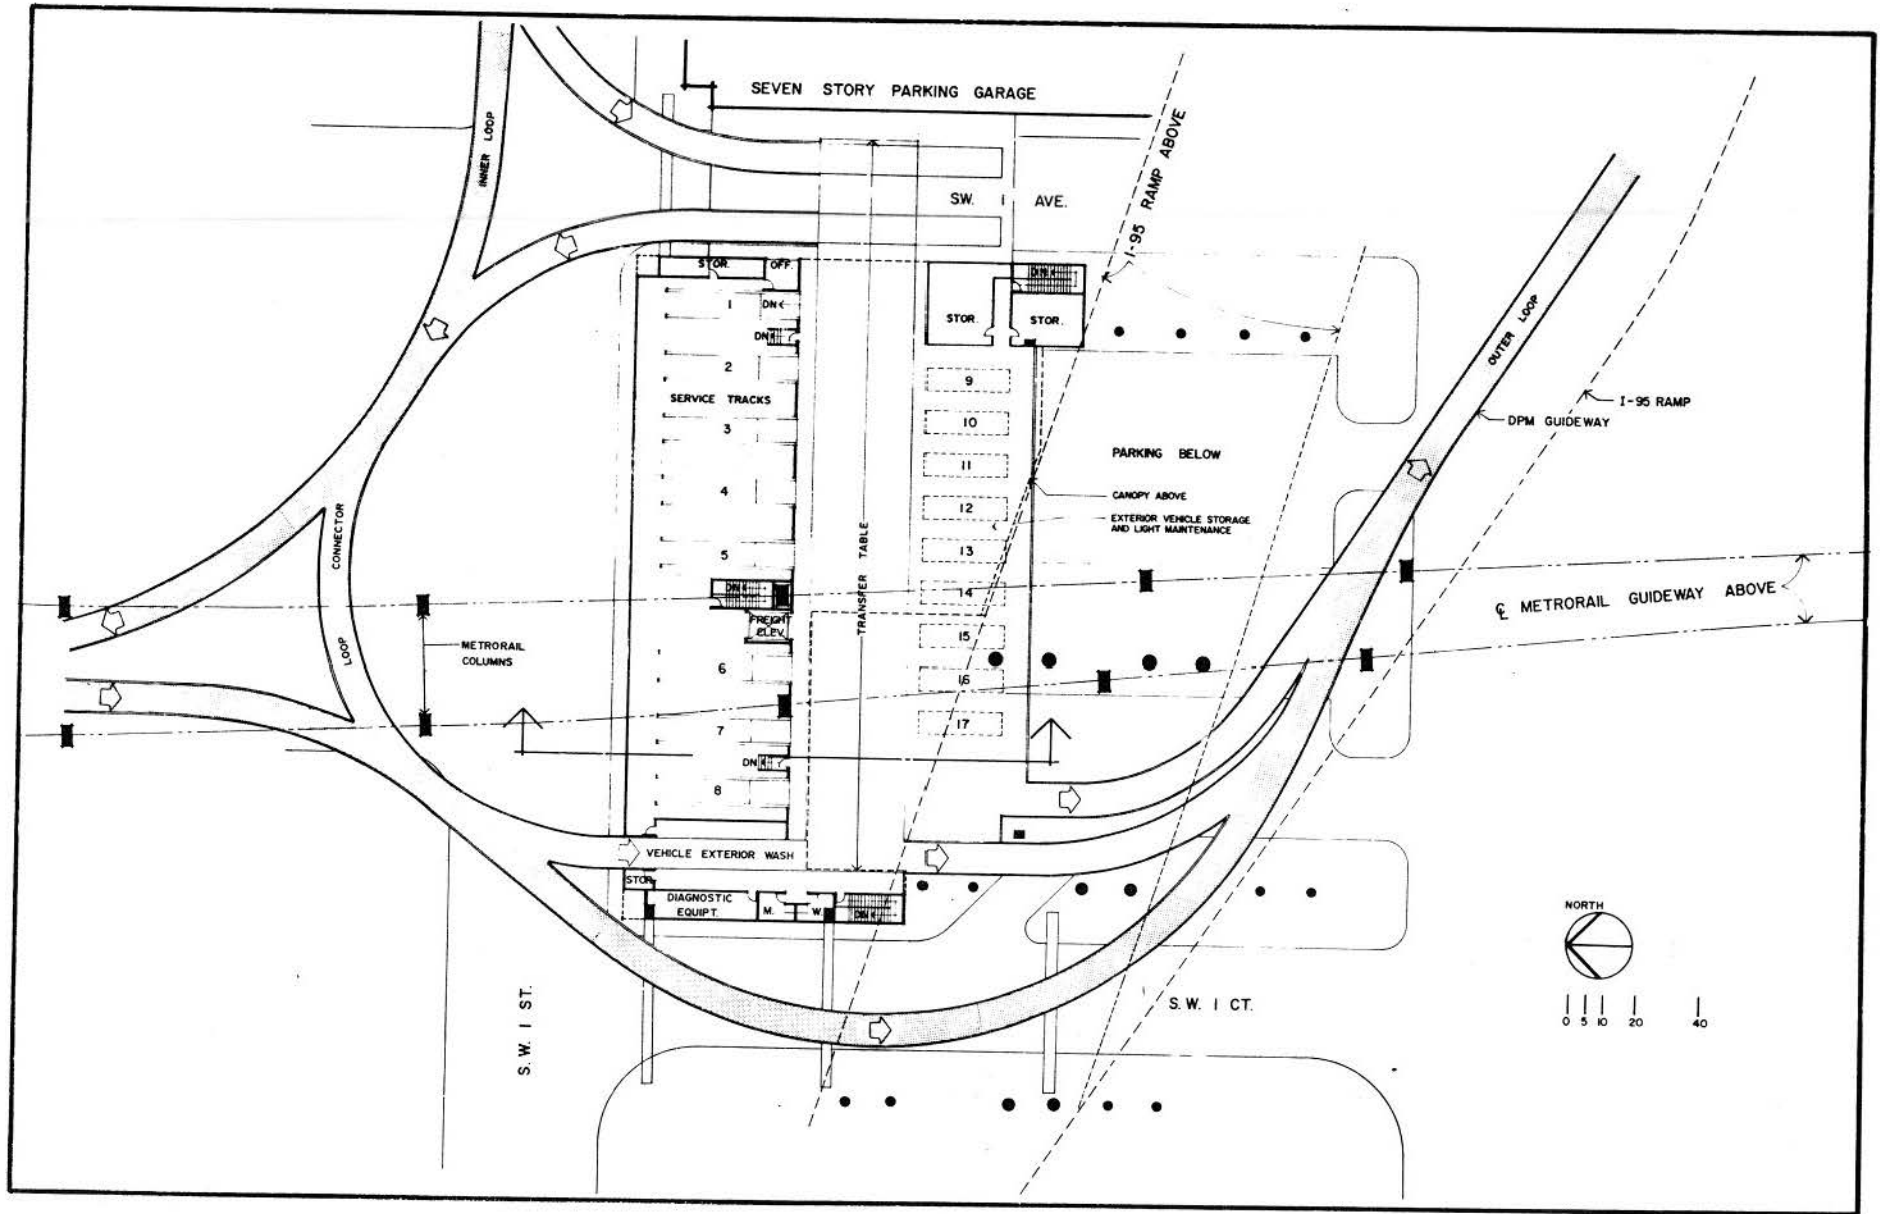 SEVEN STORY PARKING GARAGE
INNER LOOP
I-95 RAMP ABOVE
SW. I AVE.
STOR.
OFF.
DN
1
DN
DN
STOR.
STOR.
2
SERVICE TRACKS
3
4
5
9
10
11
12
13
14
15
16
17
PARKING BELOW
CANOPY ABOVE
EXTERIOR VEHICLE STORAGE
AND LIGHT MAINTENANCE
OUTER LOOP
I-95 RAMP
DPM GUIDEWAY
CONNECTOR
LOOP
TRANSFER TABLE
DN
FREIGHT
ELEV.
℄ METRORAIL GUIDEWAY ABOVE
METRORAIL
COLUMNS
6
7
DN
8
VEHICLE EXTERIOR WASH
STOR.
DIAGNOSTIC
EQUIPT.
M.
W.
DN
NORTH
S.W. I ST.
S.W. I CT.
0 5 10 20 40